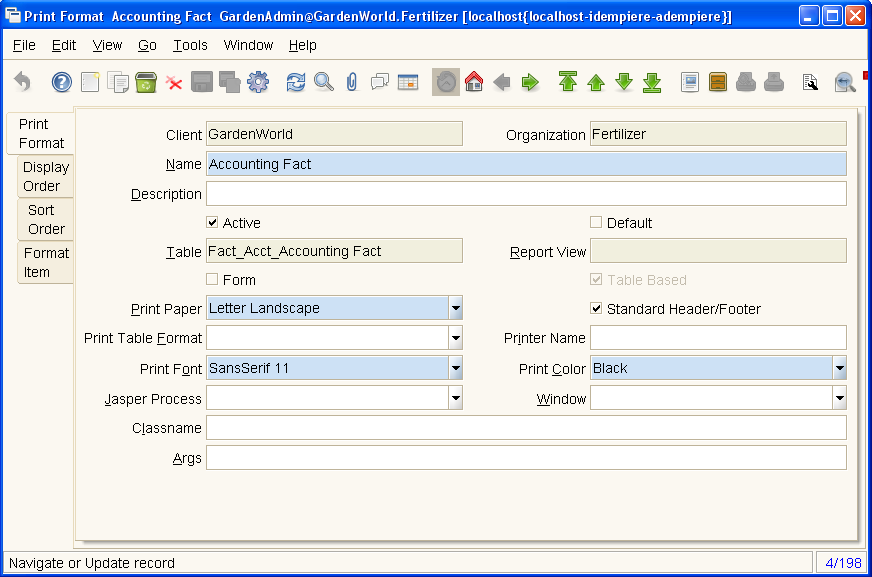 Print Format  Accounting Fact  GardenAdmin@GardenWorld.Fertilizer [localhost{localhost-idempiere-adempiere}]
File Edit View Go Tools Window Help
Print Format
Display Order
Sort Order
Format Item
Client GardenWorld Organization Fertilizer
Name Accounting Fact
Description
Active Default
Table Fact_Acct_Accounting Fact Report View
Form Table Based
Print Paper Letter Landscape Standard Header/Footer
Print Table Format Printer Name
Print Font SansSerif 11 Print Color Black
Jasper Process Window
Classname
Args
Navigate or Update record 4/198